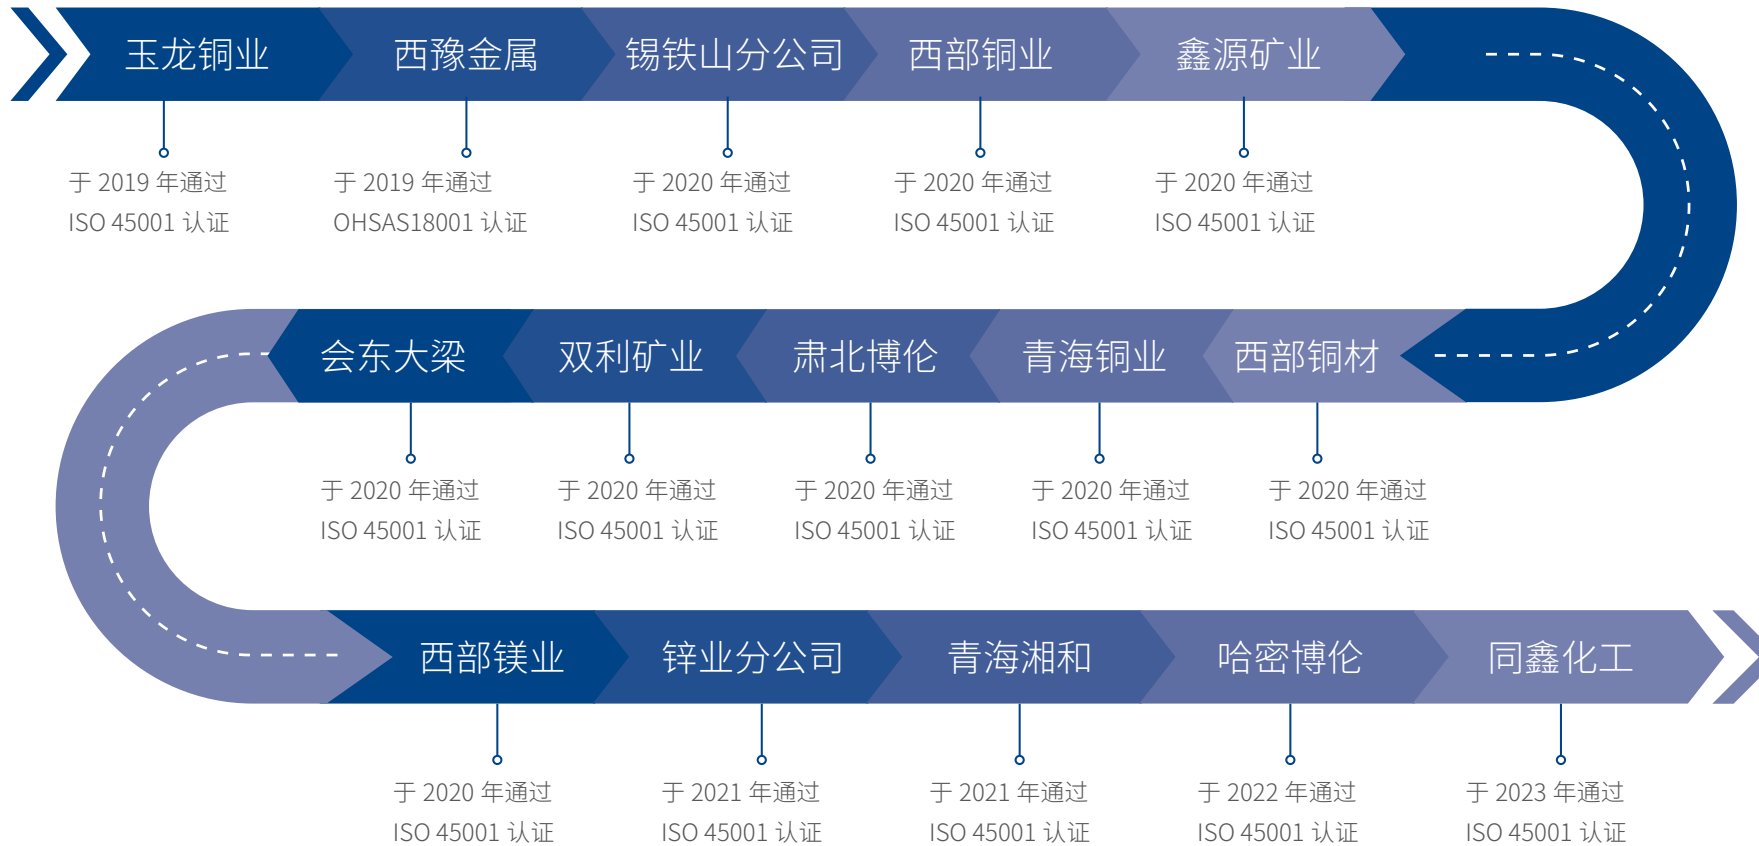 玉龙铜业
西豫金属
锡铁山分公司
西部铜业
鑫源矿业
于 2019 年通过
ISO 45001 认证
于 2019 年通过
OHSAS18001 认证
于 2020 年通过
ISO 45001 认证
于 2020 年通过
ISO 45001 认证
于 2020 年通过
ISO 45001 认证
会东大梁
双利矿业
肃北博伦
青海铜业
西部铜材
于 2020 年通过
ISO 45001 认证
于 2020 年通过
ISO 45001 认证
于 2020 年通过
ISO 45001 认证
于 2020 年通过
ISO 45001 认证
于 2020 年通过
ISO 45001 认证
西部镁业
锌业分公司
青海湘和
哈密博伦
同鑫化工
于 2020 年通过
ISO 45001 认证
于 2021 年通过
ISO 45001 认证
于 2021 年通过
ISO 45001 认证
于 2022 年通过
ISO 45001 认证
于 2023 年通过
ISO 45001 认证